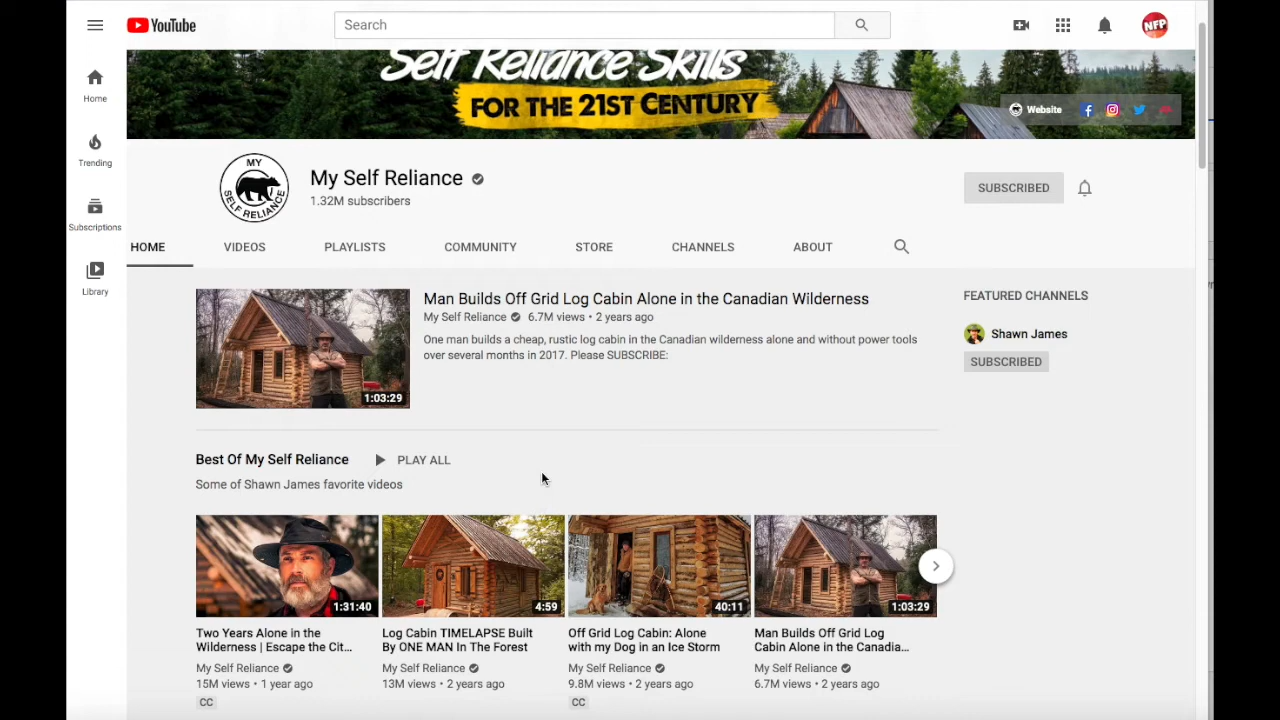 YouTube
Search
NFP
Home
Trending
Subscriptions
Library
Self Reliance Skills
FOR THE 21ST CENTURY
Website
MY
SELF RELIANCE
My Self Reliance
1.32M subscribers
SUBSCRIBED
HOME
VIDEOS
PLAYLISTS
COMMUNITY
STORE
CHANNELS
ABOUT
1:03:29
Man Builds Off Grid Log Cabin Alone in the Canadian Wilderness
My Self Reliance 6.7M views • 2 years ago
One man builds a cheap, rustic log cabin in the Canadian wilderness alone and without power tools
over several months in 2017. Please SUBSCRIBE:
FEATURED CHANNELS
Shawn James
SUBSCRIBED
Best Of My Self Reliance
PLAY ALL
Some of Shawn James favorite videos
1:31:40
Two Years Alone in the
Wilderness | Escape the Cit...
My Self Reliance
15M views • 1 year ago
CC
4:59
Log Cabin TIMELAPSE Built
By ONE MAN In The Forest
My Self Reliance
13M views • 2 years ago
40:11
Off Grid Log Cabin: Alone
with my Dog in an Ice Storm
My Self Reliance
9.8M views • 2 years ago
CC
1:03:29
Man Builds Off Grid Log
Cabin Alone in the Canadia...
My Self Reliance
6.7M views • 2 years ago